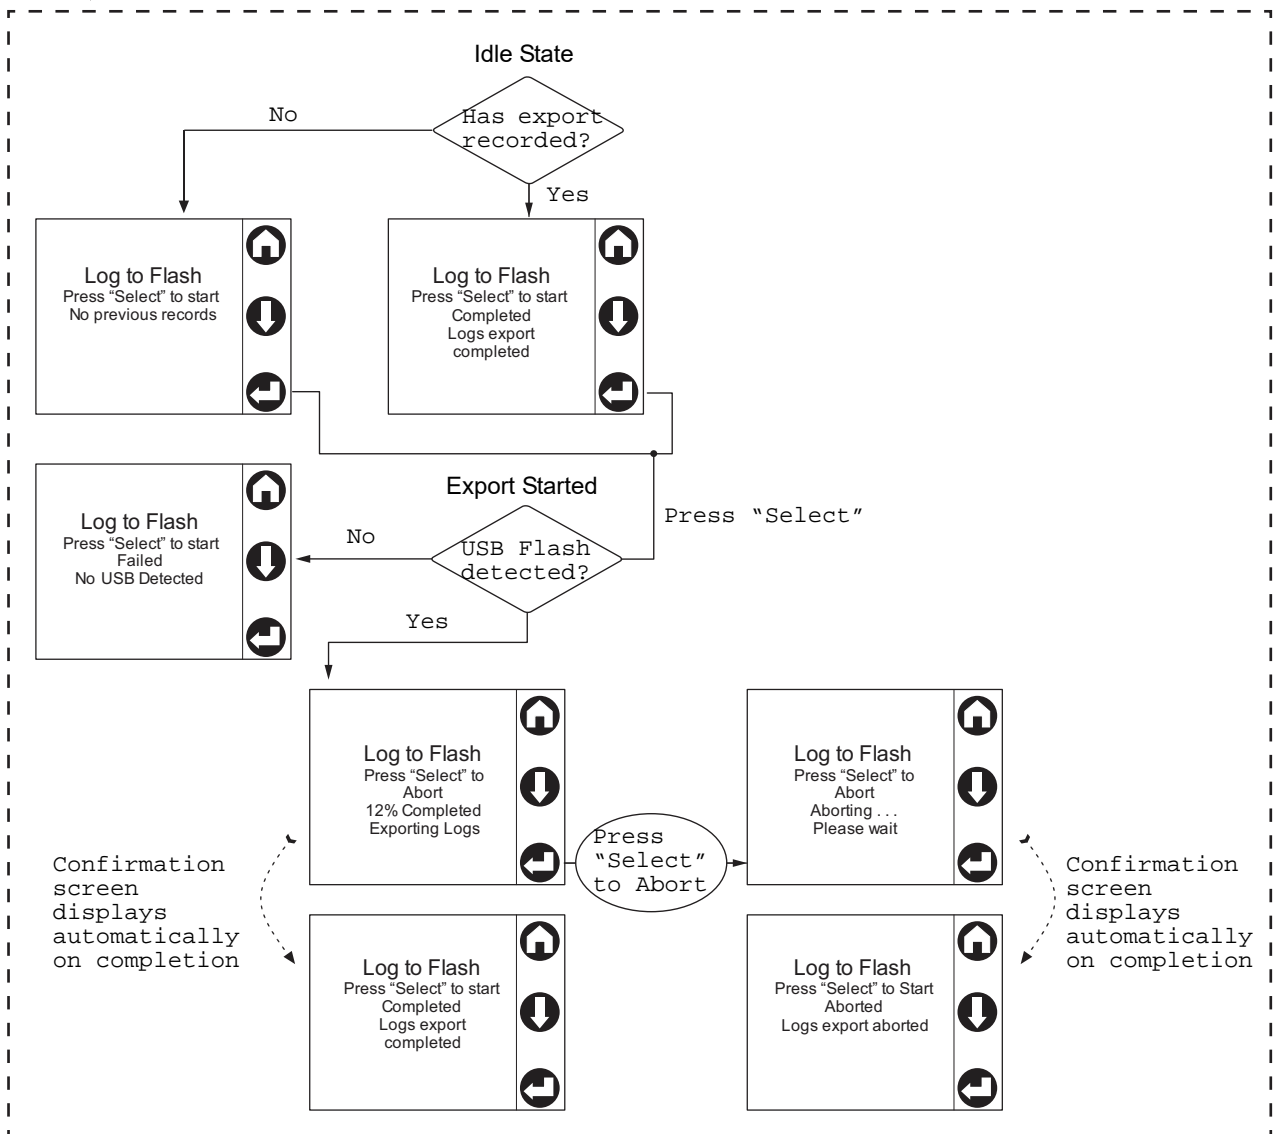 Idle State
No
Has export
recorded?
Yes
Log to Flash
Press “Select” to start
No previous records
Log to Flash
Press “Select” to start
Completed
Logs export
completed
Export Started
Press “Select”
Log to Flash
Press “Select” to start
Failed
No USB Detected
No
USB Flash
detected?
Yes
Log to Flash
Press “Select” to
Abort
12% Completed
Exporting Logs
Press
“Select”
to Abort
Log to Flash
Press “Select” to
Abort
Aborting . . .
Please wait
Confirmation
screen
displays
automatically
on completion
Confirmation
screen
displays
automatically
on completion
Log to Flash
Press “Select” to start
Completed
Logs export
completed
Log to Flash
Press “Select” to Start
Aborted
Logs export aborted